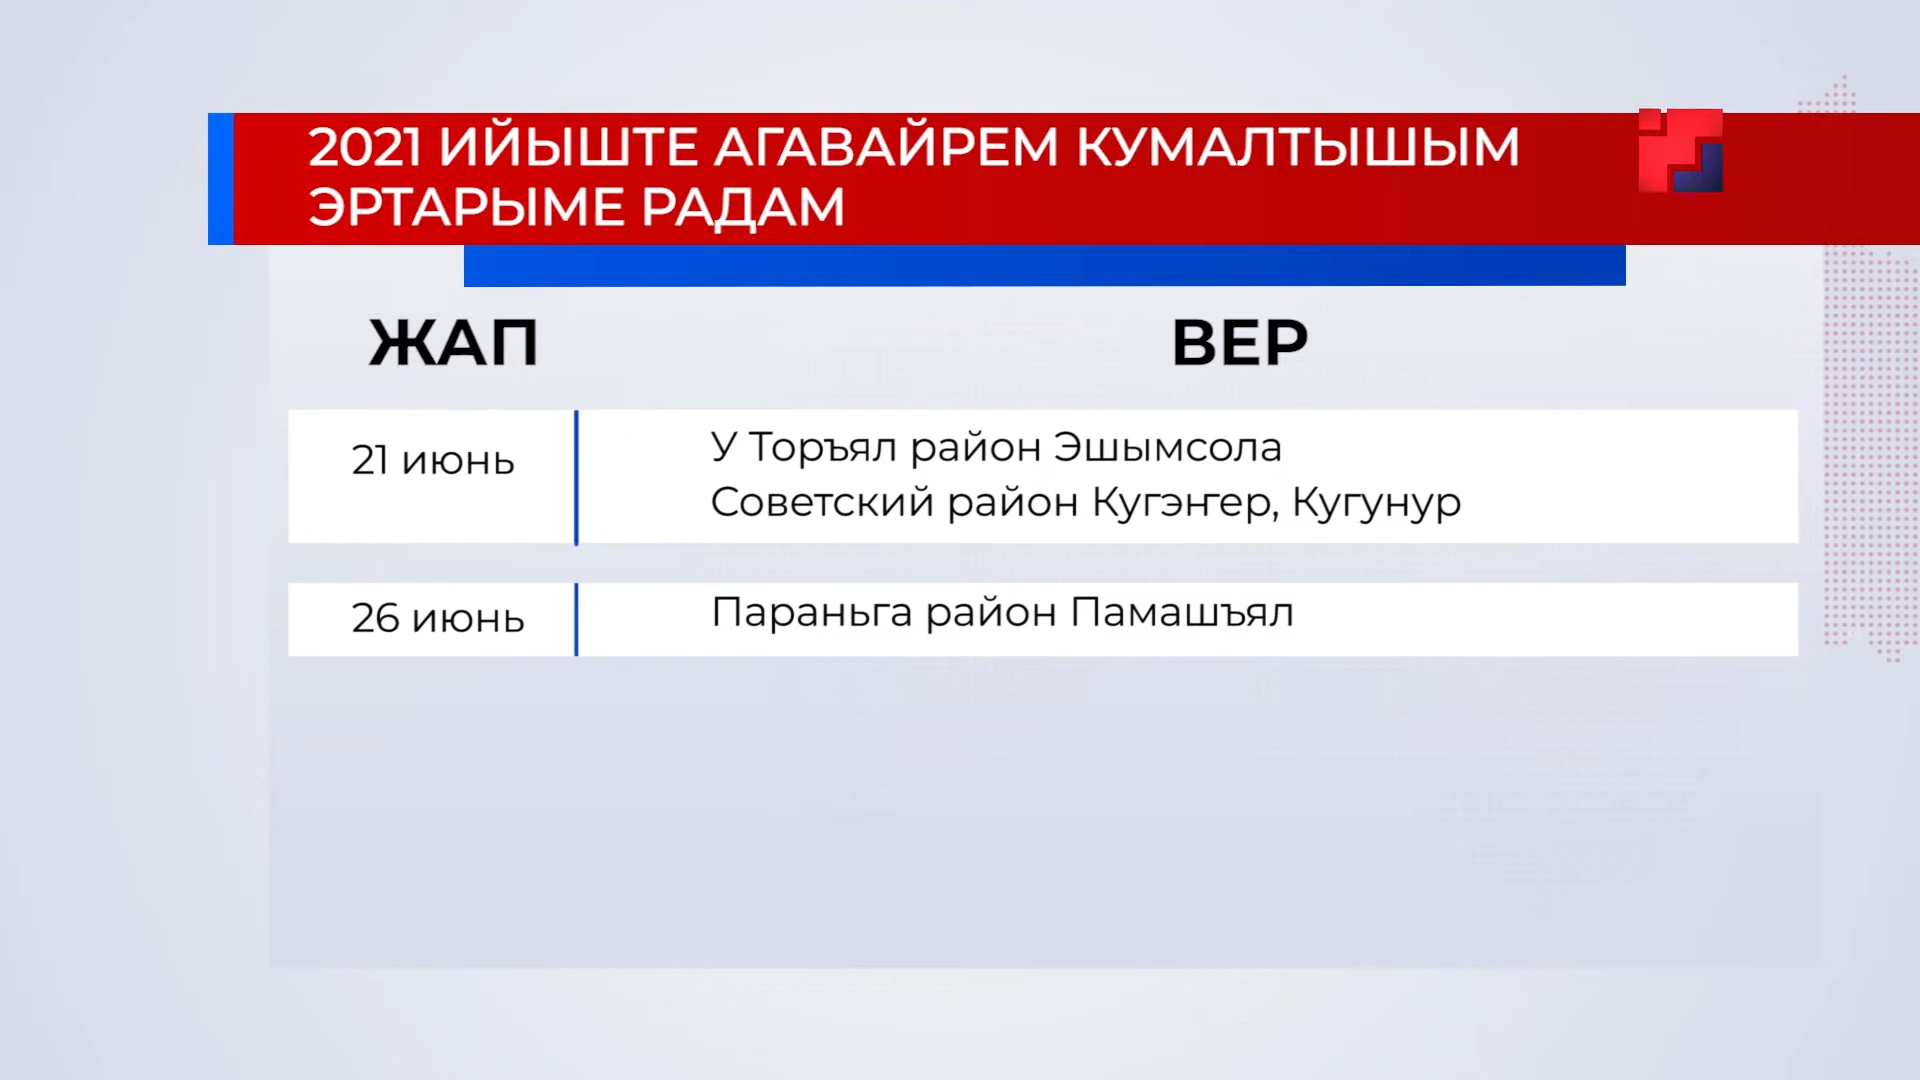 2021 ИЙЫШТЕ АГАВАЙРЕМ КУМАЛТЫШЫМ
ЭРТАРЫМЕ РАДАМ
ЖАП ВЕР
21 июнь
У Торъял район Эшымсола
Советский район Кугэҥер, Кугунур
26 июнь Параньга район Памашъял